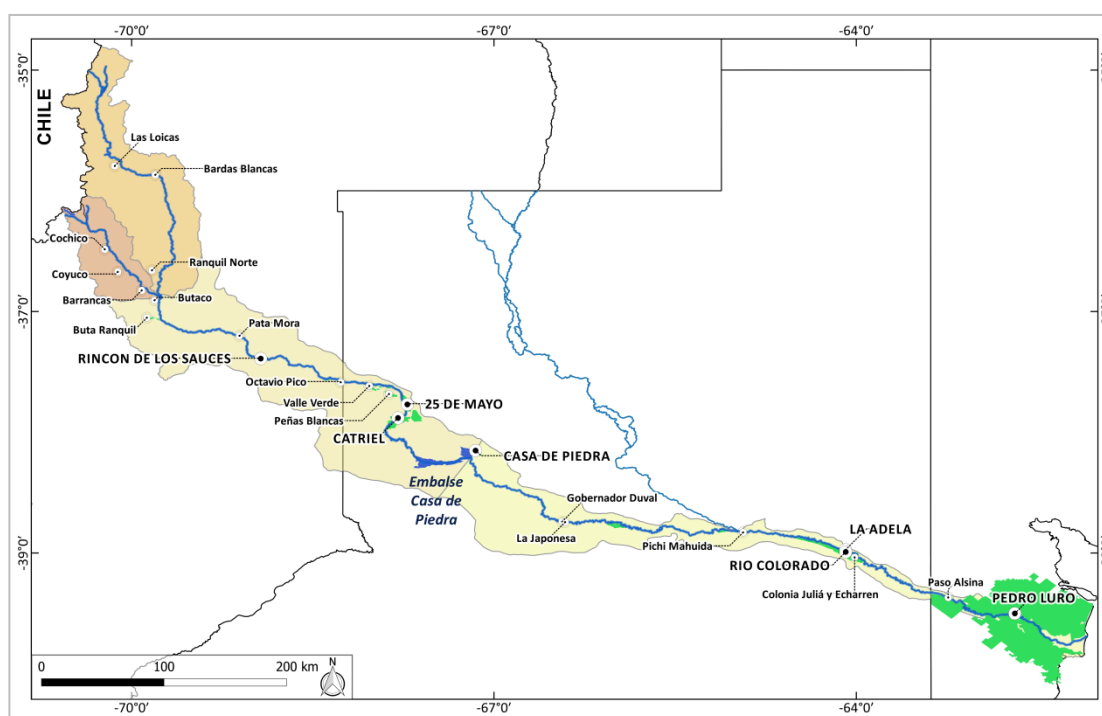 -70°0'
-67°0'
-64°0'
-35°0'
CHILE
Las Loicas
Bardas Blancas
Cochico
Coyuco
Ranquil Norte
Barrancas
Butaco
-37°0'
Buta Ranquil
Pata Mora
RINCON DE LOS SAUCES
Octavio Pico
Valle Verde
25 DE MAYO
Peñas Blancas
CATRIEL
CASA DE PIEDRA
Embalse
Casa de
Piedra
Gobernador Duval
La Japonesa
Pichi Mahuida
LA ADELA
-39°0'
RIO COLORADO
Paso Alsina
Colonia Juliá y Echarren
PEDRO LURO
0 100 200 km
N
-70°0'
-67°0'
-64°0'